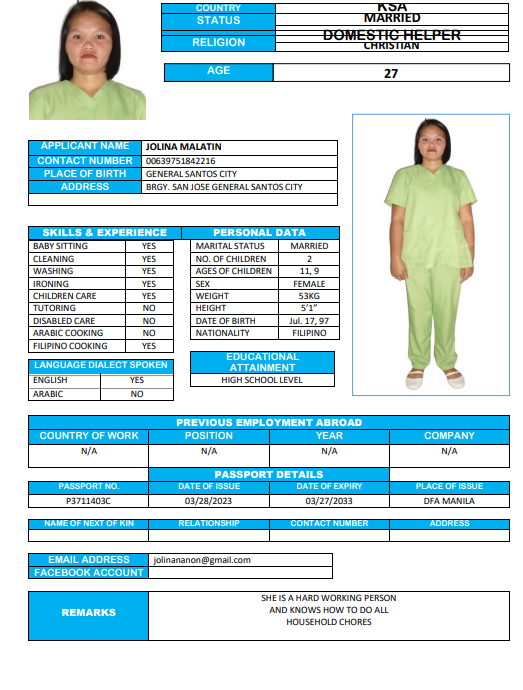 COUNTRY KSA
STATUS MARRIED
DOMESTIC HELPER
RELIGION CHRISTIAN
AGE 27
APPLICANT NAME JOLINA MALATIN
CONTACT NUMBER 00639751842216
PLACE OF BIRTH GENERAL SANTOS CITY
ADDRESS BRGY. SAN JOSE GENERAL SANTOS CITY
SKILLS & EXPERIENCE PERSONAL DATA
BABY SITTING YES MARITAL STATUS MARRIED
CLEANING YES NO. OF CHILDREN 2
WASHING YES AGES OF CHILDREN 11, 9
IRONING YES SEX FEMALE
CHILDREN CARE YES WEIGHT 53KG
TUTORING NO HEIGHT 5'1"
DISABLED CARE NO DATE OF BIRTH Jul. 17, 97
ARABIC COOKING NO NATIONALITY FILIPINO
FILIPINO COOKING YES
EDUCATIONAL
ATTAINMENT
HIGH SCHOOL LEVEL
LANGUAGE DIALECT SPOKEN
ENGLISH YES
ARABIC NO
PREVIOUS EMPLOYMENT ABROAD
COUNTRY OF WORK POSITION YEAR COMPANY
N/A N/A N/A N/A
PASSPORT DETAILS
PASSPORT NO. DATE OF ISSUE DATE OF EXPIRY PLACE OF ISSUE
P3711403C 03/28/2023 03/27/2033 DFA MANILA
NAME OF NEXT OF KIN RELATIONSHIP CONTACT NUMBER ADDRESS
EMAIL ADDRESS jolinananon@gmail.com
FACEBOOK ACCOUNT
REMARKS
SHE IS A HARD WORKING PERSON
AND KNOWS HOW TO DO ALL
HOUSEHOLD CHORES